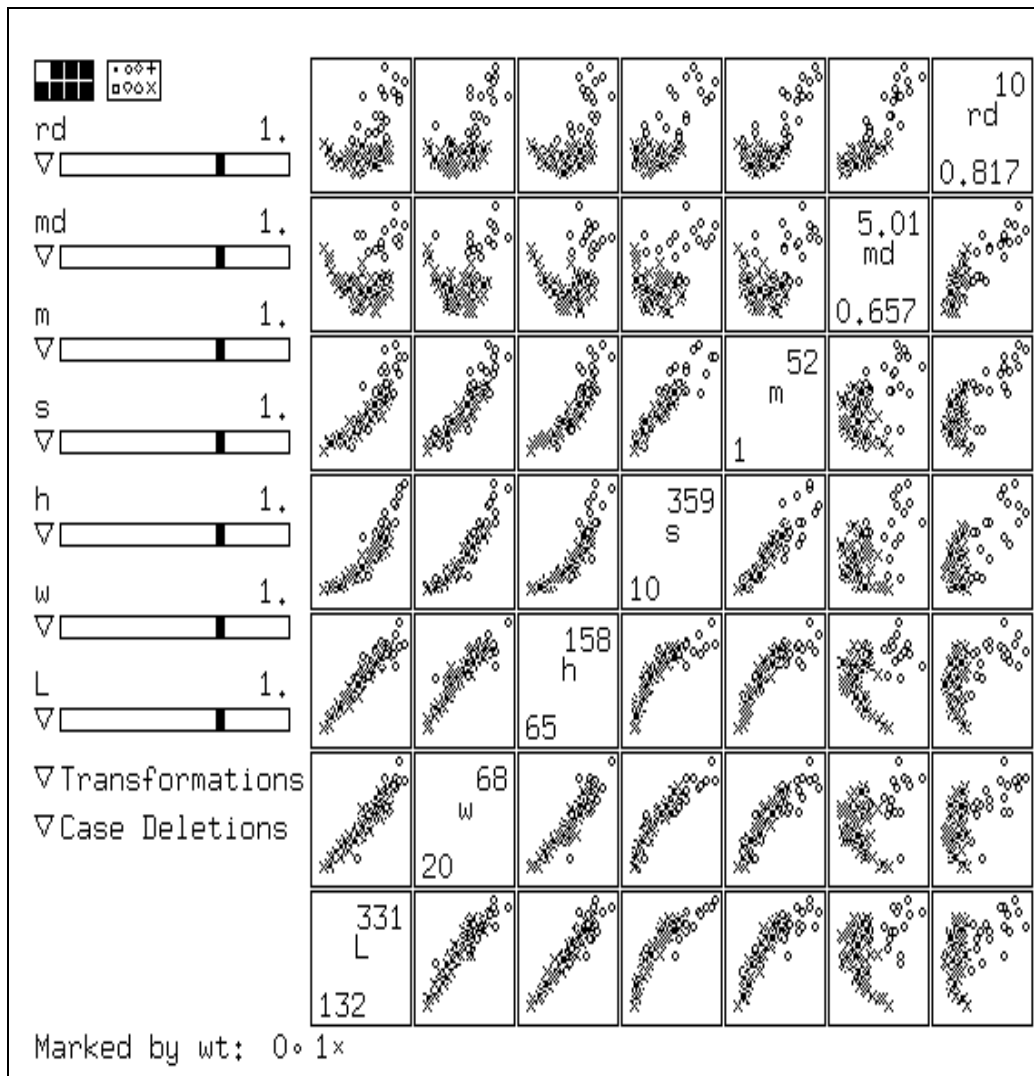 rd 1.
md 1.
m 1.
s 1.
h 1.
w 1.
L 1.
Transformations
Case Deletions
10
rd
0.817
5.01
md
0.657
52
m
1
359
s
10
158
h
65
68
w
20
331
L
132
Marked by wt: 0∘ 1×